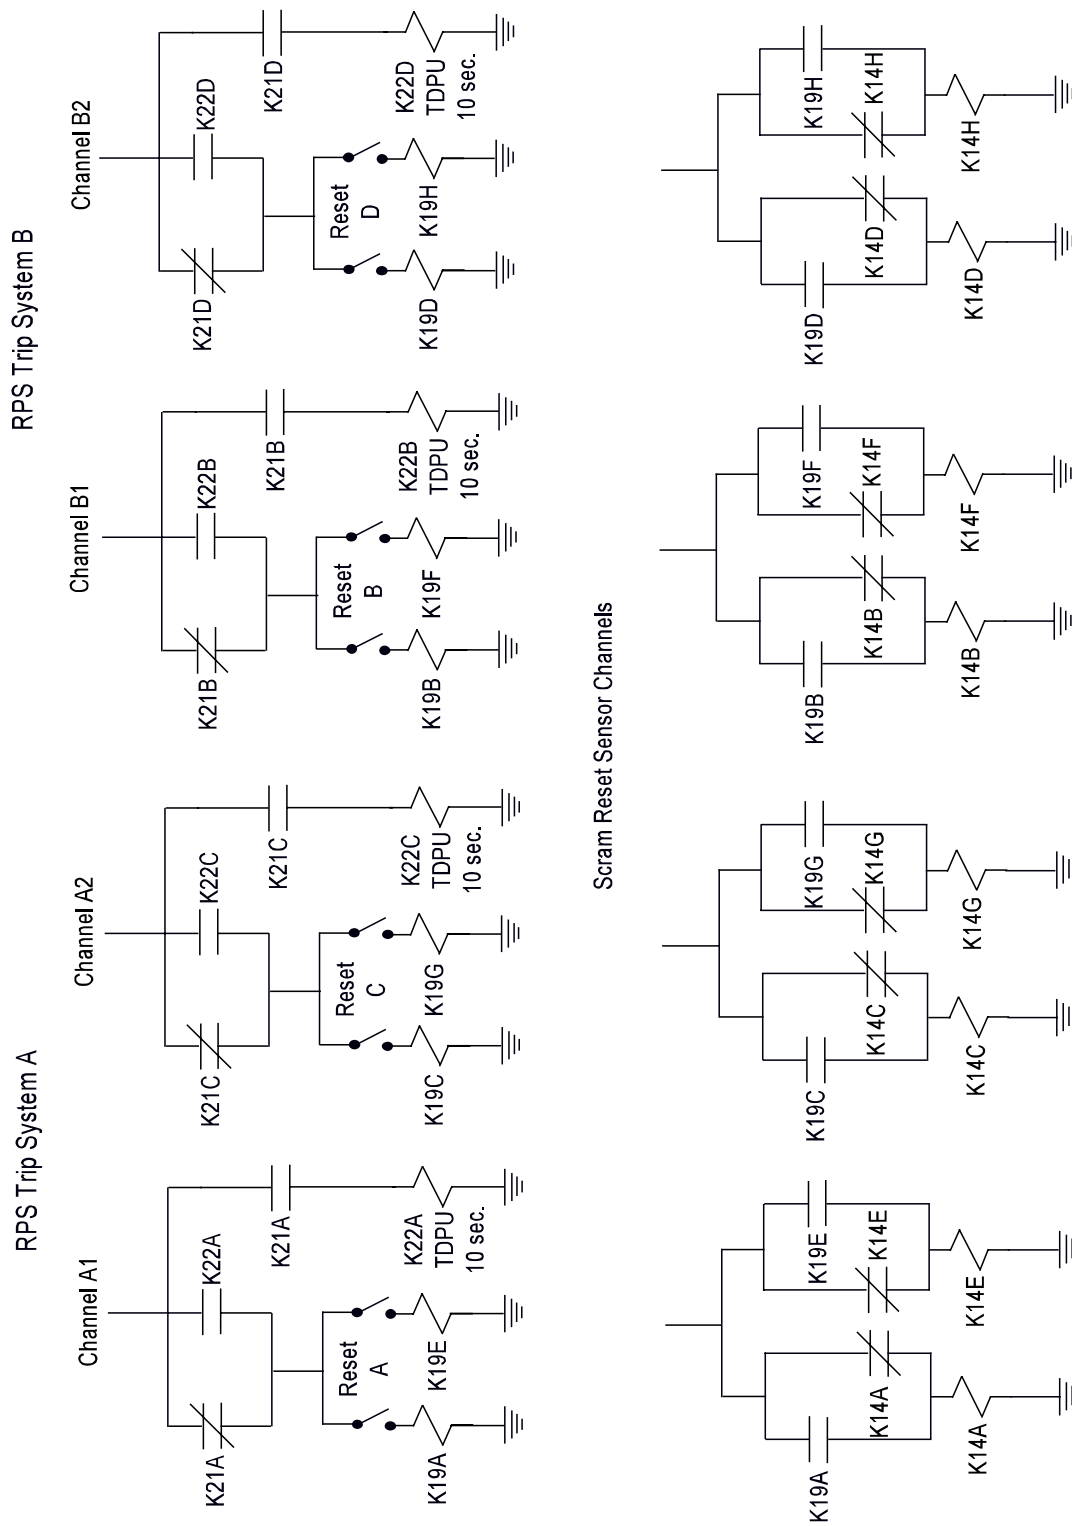 RPS Trip System A
RPS Trip System B
Channel A1
Channel A2
Channel B1
Channel B2
K21A
K22A
K21A
Reset
A
K19A
K19E
K22A
TDPU
10 sec.
K21C
K22C
K21C
Reset
C
K19C
K19G
K22C
TDPU
10 sec.
K21B
K22B
K21B
Reset
B
K19B
K19F
K22B
TDPU
10 sec.
K21D
K22D
K21D
Reset
D
K19D
K19H
K22D
TDPU
10 sec.
Scram Reset Sensor Channels
K19A
K14A
K19E
K14E
K14A
K14E
K19C
K14C
K19G
K14G
K14C
K14G
K19B
K14B
K19F
K14F
K14B
K14F
K19D
K14D
K19H
K14H
K14D
K14H